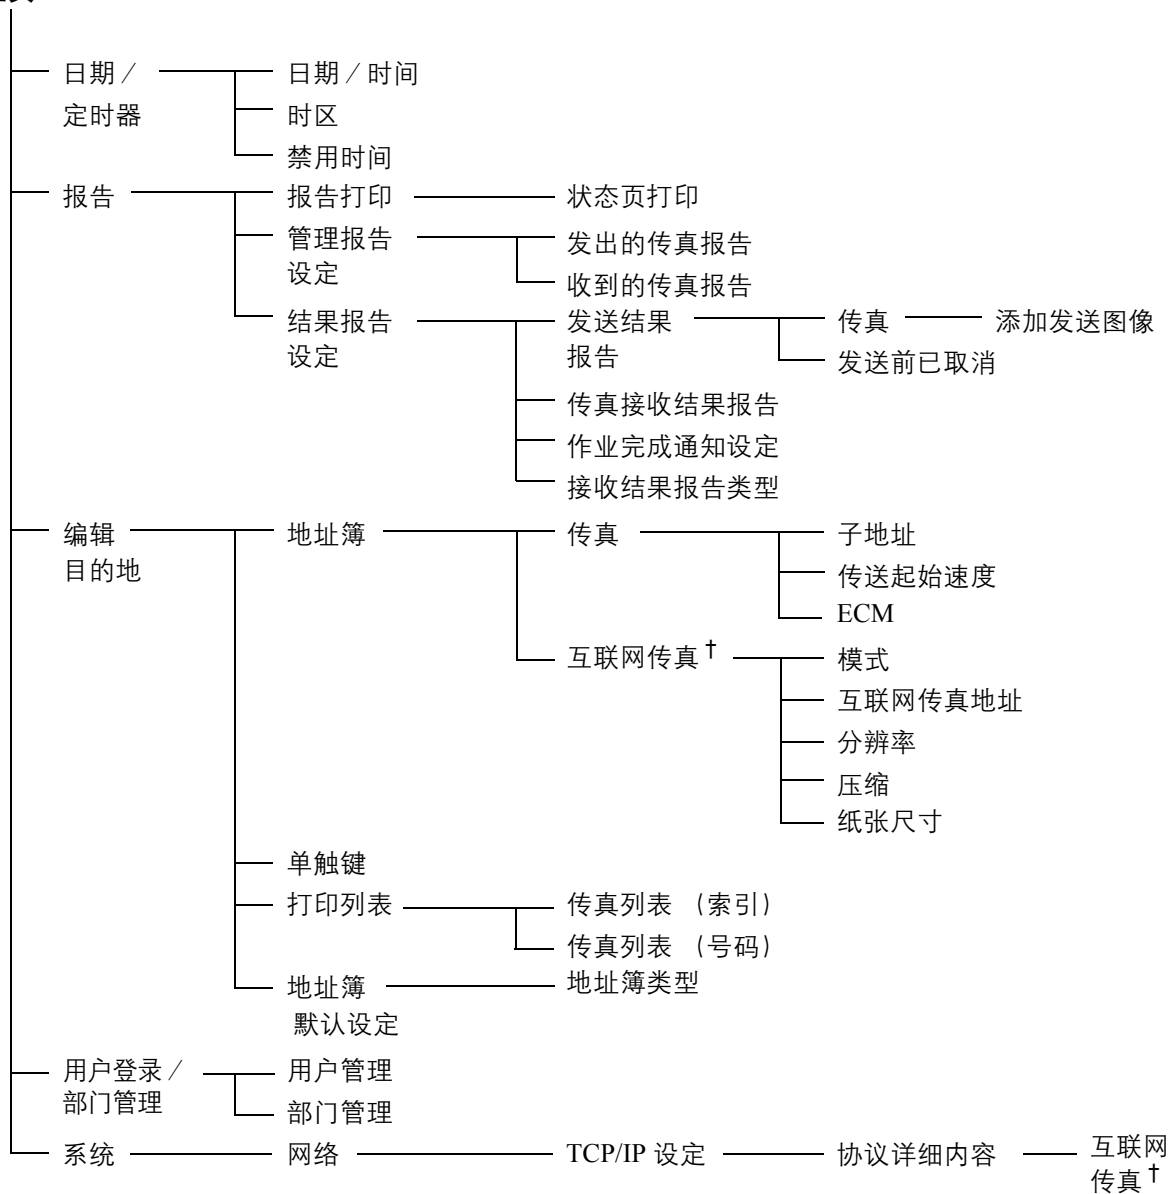 日期／ 日期／时间
定时器 时区
禁用时间
报告 报告打印 状态页打印
管理报告 发出的传真报告
设定
收到的传真报告
结果报告 发送结果 传真 添加发送图像
设定 报告 发送前已取消
传真接收结果报告
作业完成通知设定
接收结果报告类型
编辑 地址簿 传真 子地址
目的地 传送起始速度
ECM
互联网传真† 模式
互联网传真地址
分辨率
压缩
纸张尺寸
单触键
打印列表 传真列表 （索引）
传真列表 （号码）
地址簿 地址簿类型
默认设定
用户登录／ 用户管理
部门管理 部门管理
系统 网络 TCP/IP 设定 协议详细内容 互联网
传真†